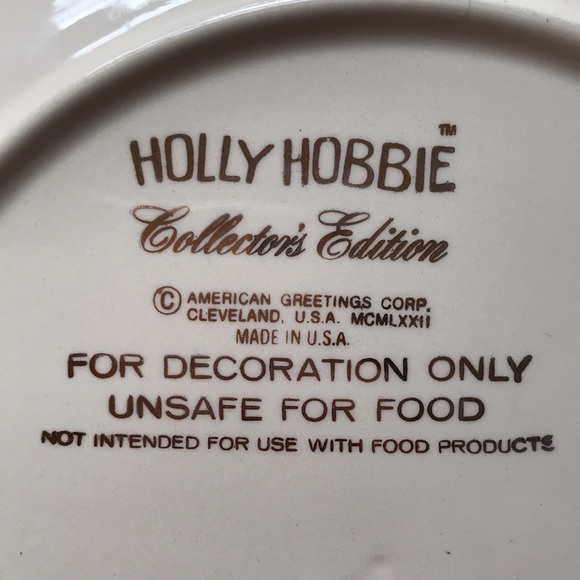 HOLLY HOBBIE™
Collector's Edition
© AMERICAN GREETINGS CORP.
CLEVELAND, U.S.A. MCMLXXII
MADE IN U.S.A.
FOR DECORATION ONLY
UNSAFE FOR FOOD
NOT INTENDED FOR USE WITH FOOD PRODUCTS